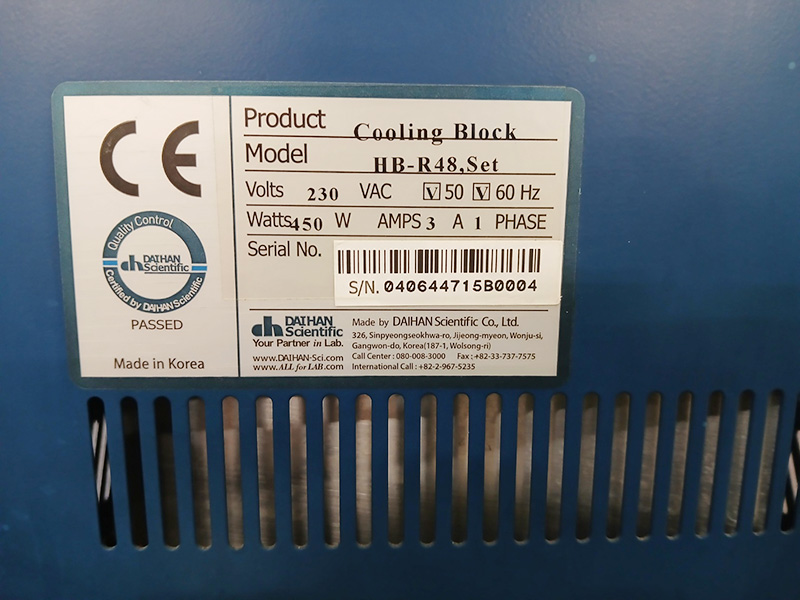 CE
Quality Control
dh DAIHAN
Scientific
Certified by DAIHAN Scientific
PASSED
Made in Korea
Product Cooling Block
Model HB-R48,Set
Volts 230 VAC V 50 V 60 Hz
Watts 450 W AMPS 3 A 1 PHASE
Serial No.
S/N. 040644715B0004
dh DAIHAN
Scientific
Your Partner in Lab.
www.DAIHAN-Sci.com
www.ALL for LAB.com
Made by DAIHAN Scientific Co., Ltd.
326, Sinpyeongseokhwa-ro, Jijeong-myeon, Wonju-si,
Gangwon-do, Korea(187-1, Wolsong-ri)
Call Center : 080-008-3000 Fax : +82-33-737-7575
International Call : +82-2-967-5235